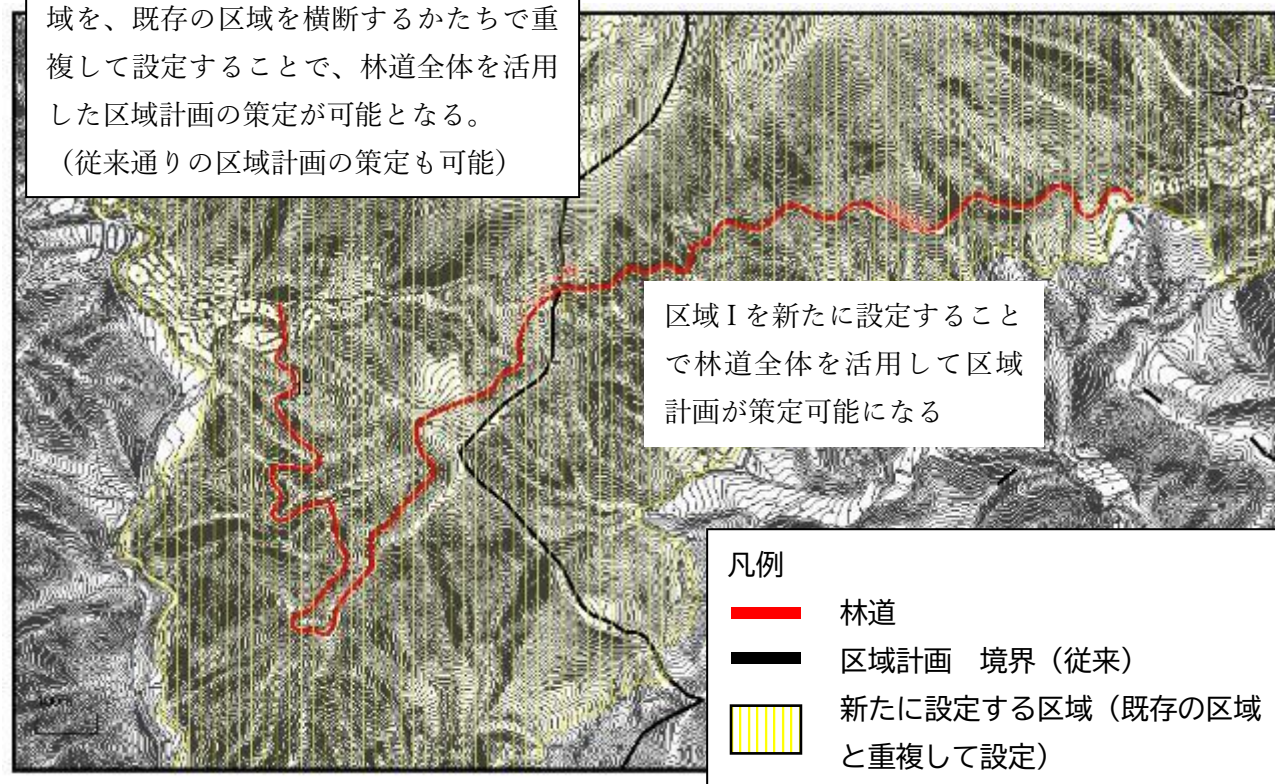 域を、既存の区域を横断するかたちで重
複して設定することで、林道全体を活用
した区域計画の策定が可能となる。
（従来通りの区域計画の策定も可能）
区域Ⅰを新たに設定すること
で林道全体を活用して区域
計画が策定可能になる
凡例
林道
区域計画　境界（従来）
新たに設定する区域（既存の区域
と重複して設定）